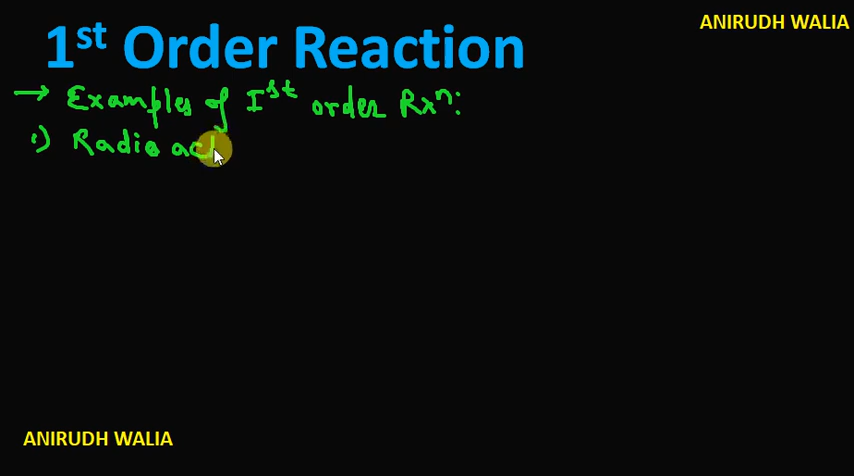 ANIRUDH WALIA
1st Order Reaction
→ Examples of Ist order Rxn:
i) Radio act
ANIRUDH WALIA